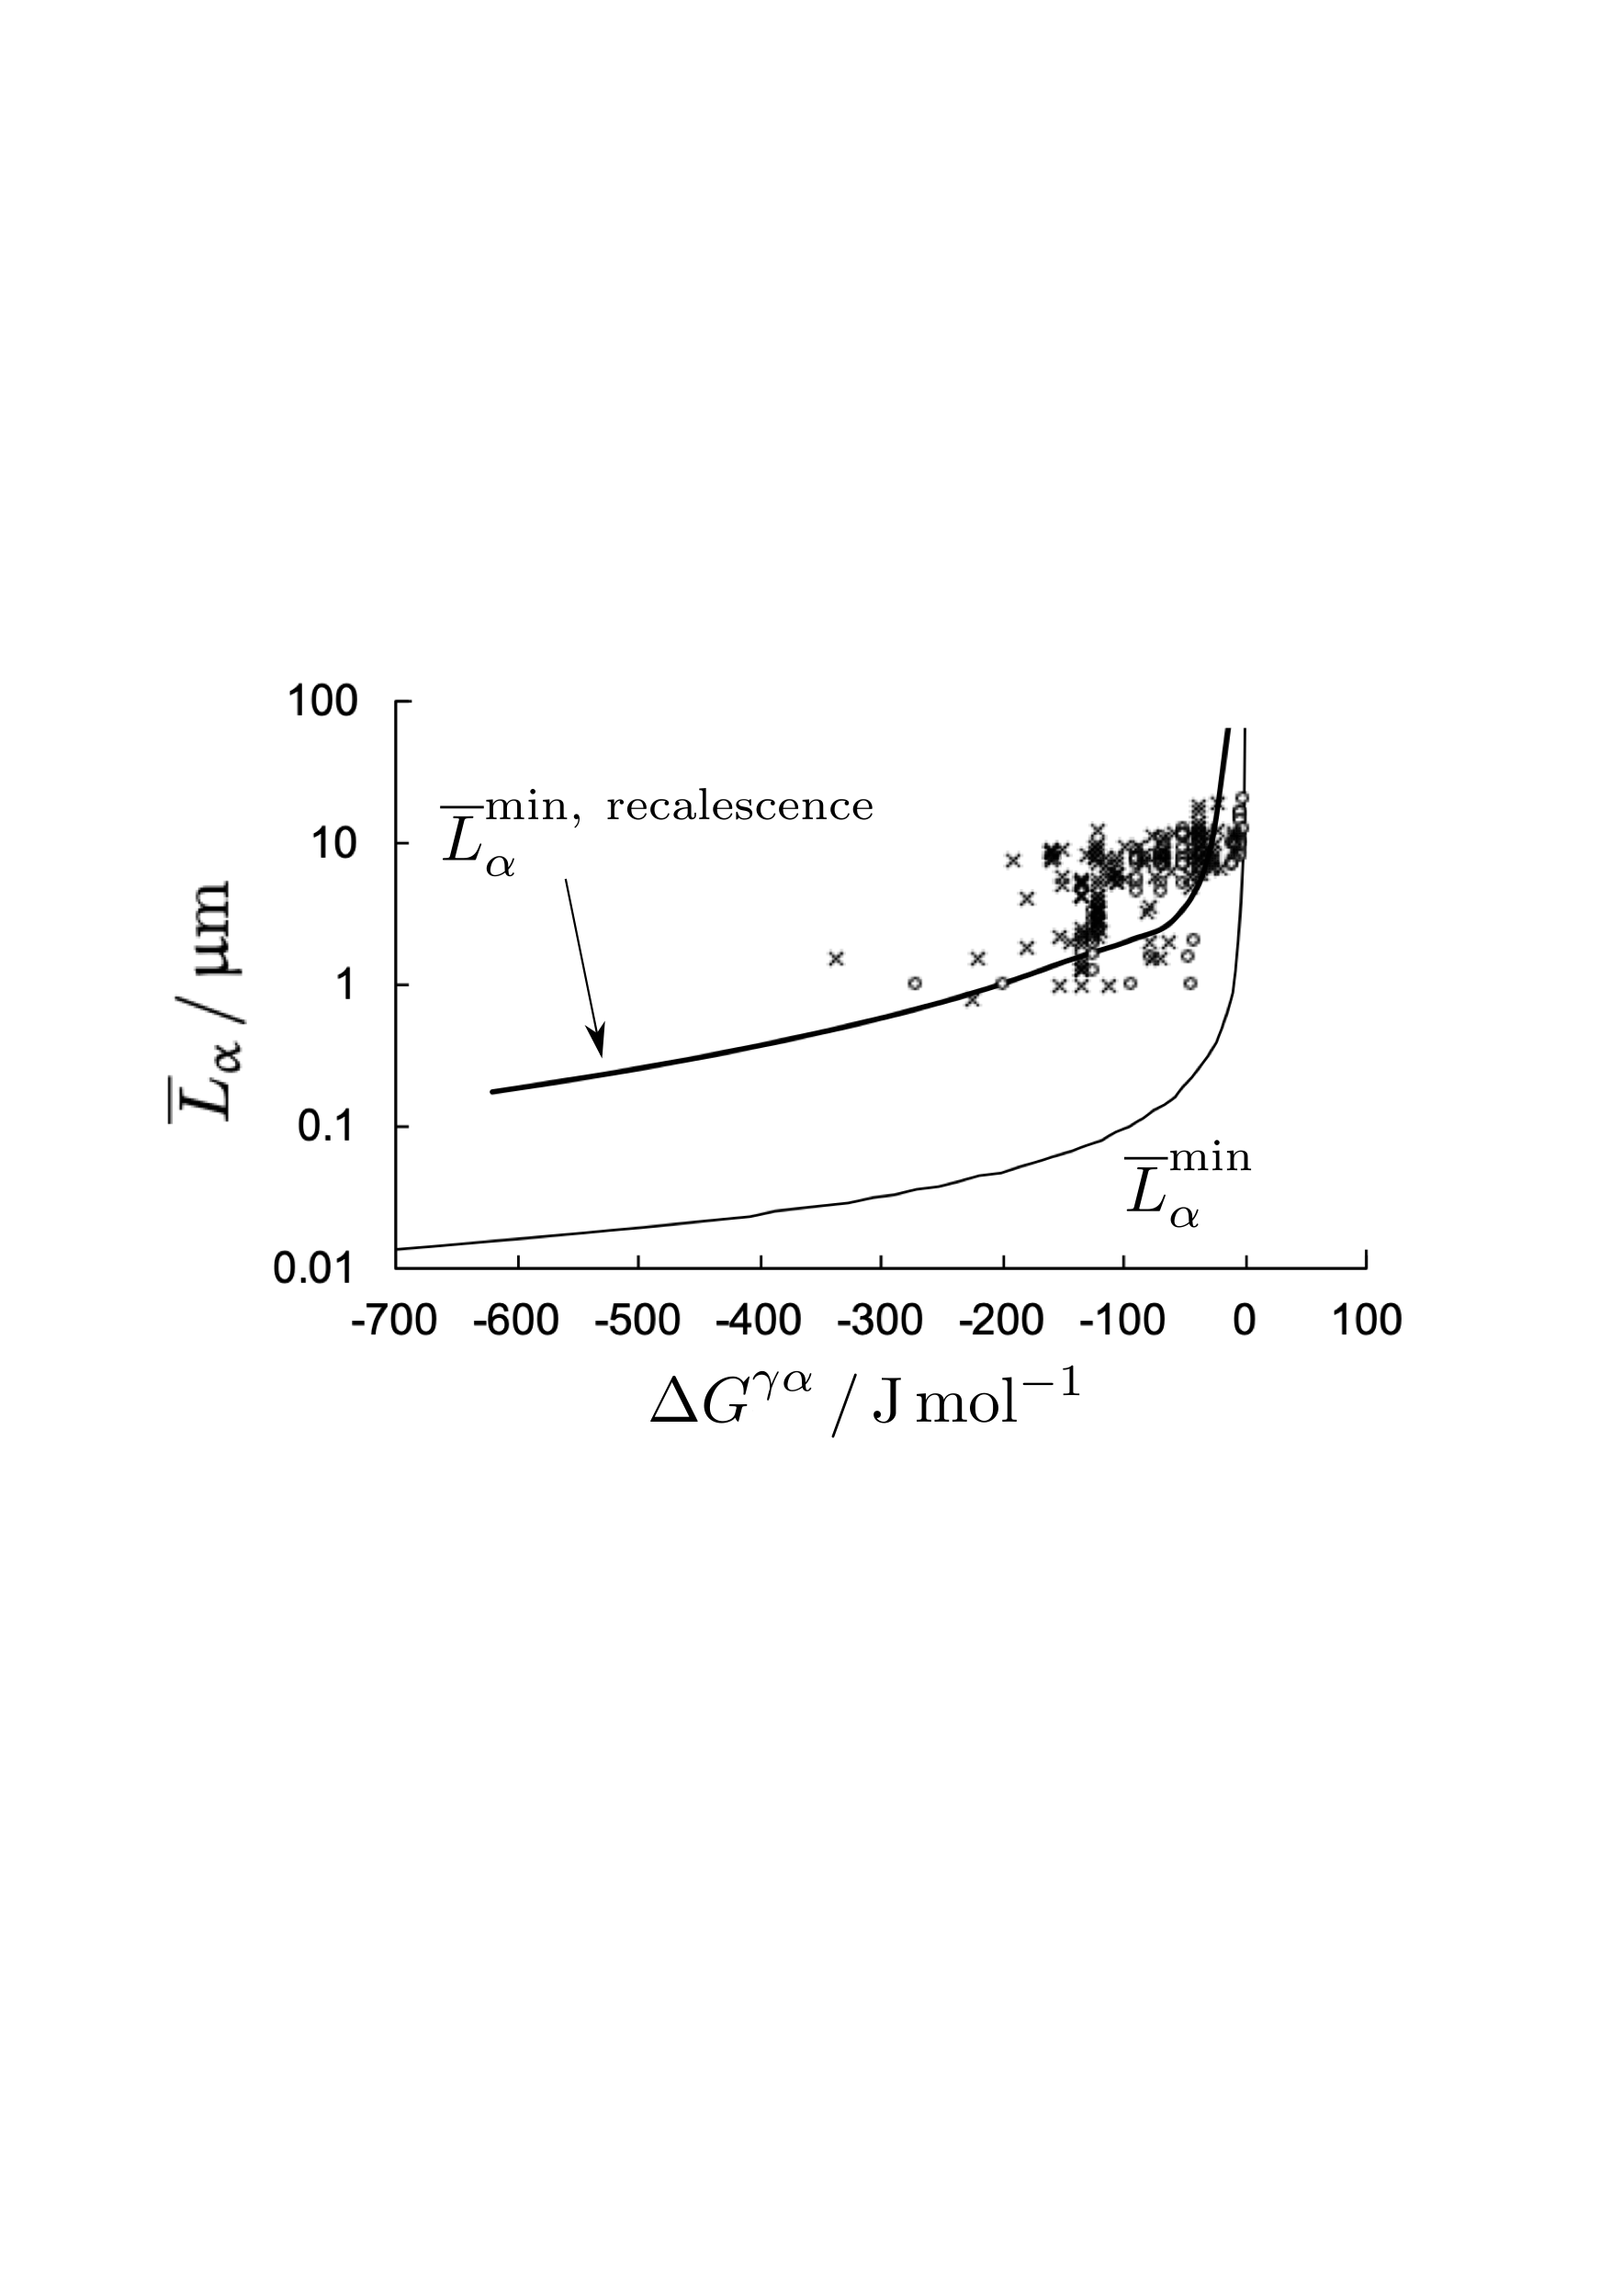 100
L̅α^min, recalescence
10
L̅α / µm
1
0.1
L̅α^min
0.01
-700 -600 -500 -400 -300 -200 -100 0 100
ΔG^γα / J mol^−1